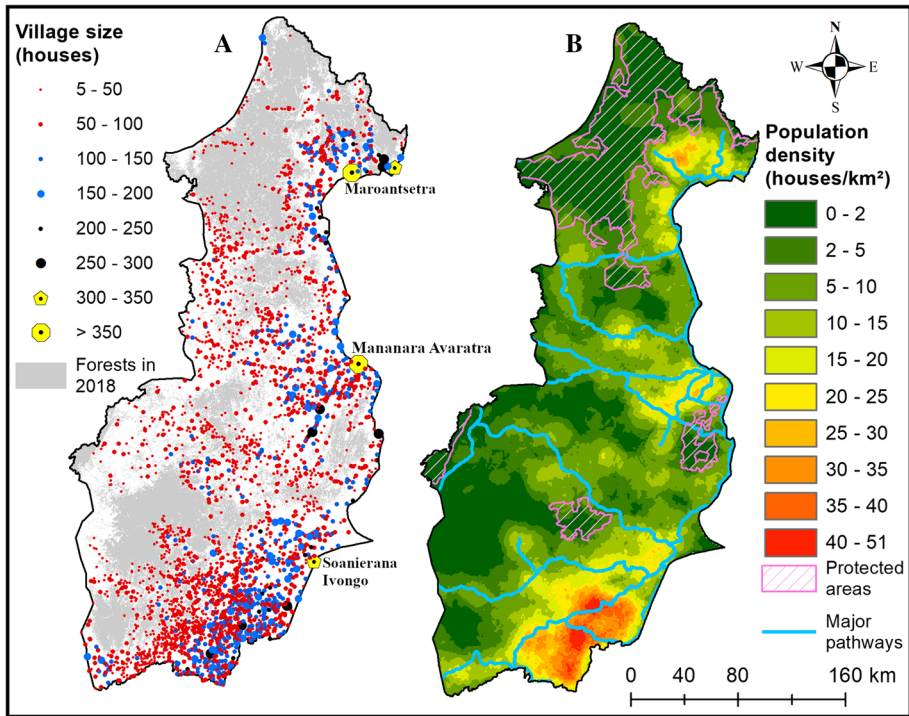 Village size
(houses)
5 - 50
50 - 100
100 - 150
150 - 200
200 - 250
250 - 300
300 - 350
> 350
Forests in
2018
A
Maroantsetra
Mananara Avaratra
Soanierana
Ivongo
B
N
W
E
S
Population
density
(houses/km²)
0 - 2
2 - 5
5 - 10
10 - 15
15 - 20
20 - 25
25 - 30
30 - 35
35 - 40
40 - 51
Protected
areas
Major
pathways
0 40 80 160 km